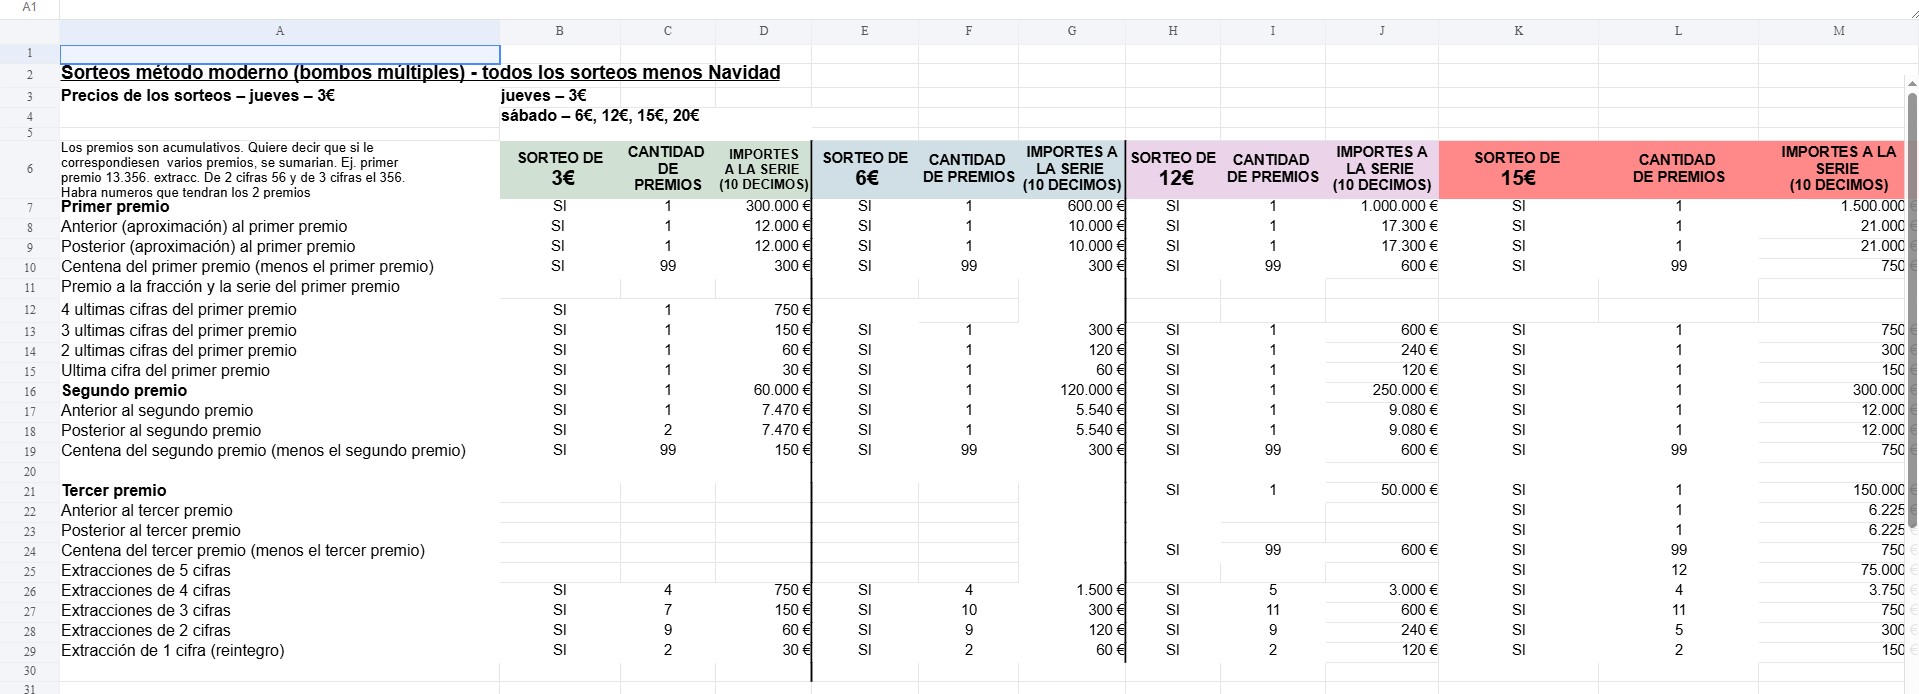 A1
A B C D E F G H I J K L M
1
2 Sorteos método moderno (bombos múltiples) - todos los sorteos menos Navidad
3 Precios de los sorteos – jueves – 3€ jueves – 3€
4 sábado – 6€, 12€, 15€, 20€
5
6 Los premios son acumulativos. Quiere decir que si le
correspondiesen varios premios, se sumarian. Ej. primer
premio 13.356. extracc. De 2 cifras 56 y de 3 cifras el 356.
Habra numeros que tendran los 2 premios
SORTEO DE
3€
CANTIDAD
DE
PREMIOS
IMPORTES
A LA SERIE
(10 DECIMOS)
SORTEO DE
6€
CANTIDAD
DE PREMIOS
IMPORTES A
LA SERIE
(10 DECIMOS)
SORTEO DE
12€
CANTIDAD
DE PREMIOS
IMPORTES A
LA SERIE
(10 DECIMOS)
SORTEO DE
15€
CANTIDAD
DE PREMIOS
IMPORTES A LA
SERIE
(10 DECIMOS)
7 Primer premio SI 1 300.000 € SI 1 600.00 € SI 1 1.000.000 € SI 1 1.500.000 €
8 Anterior (aproximación) al primer premio SI 1 12.000 € SI 1 10.000 € SI 1 17.300 € SI 1 21.000 €
9 Posterior (aproximación) al primer premio SI 1 12.000 € SI 1 10.000 € SI 1 17.300 € SI 1 21.000 €
10 Centena del primer premio (menos el primer premio) SI 99 300 € SI 99 300 € SI 99 600 € SI 99 750 €
11 Premio a la fracción y la serie del primer premio
12 4 ultimas cifras del primer premio SI 1 750 €
13 3 ultimas cifras del primer premio SI 1 150 € SI 1 300 € SI 1 600 € SI 1 750 €
14 2 ultimas cifras del primer premio SI 1 60 € SI 1 120 € SI 1 240 € SI 1 300 €
15 Ultima cifra del primer premio SI 1 30 € SI 1 60 € SI 1 120 € SI 1 150 €
16 Segundo premio SI 1 60.000 € SI 1 120.000 € SI 1 250.000 € SI 1 300.000 €
17 Anterior al segundo premio SI 1 7.470 € SI 1 5.540 € SI 1 9.080 € SI 1 12.000 €
18 Posterior al segundo premio SI 2 7.470 € SI 1 5.540 € SI 1 9.080 € SI 1 12.000 €
19 Centena del segundo premio (menos el segundo premio) SI 99 150 € SI 99 300 € SI 99 600 € SI 99 750 €
20
21 Tercer premio SI 1 50.000 € SI 1 150.000 €
22 Anterior al tercer premio SI 1 6.225 €
23 Posterior al tercer premio SI 1 6.225 €
24 Centena del tercer premio (menos el tercer premio) SI 99 600 € SI 99 750 €
25 Extracciones de 5 cifras SI 12 75.000 €
26 Extracciones de 4 cifras SI 4 750 € SI 4 1.500 € SI 5 3.000 € SI 4 3.750 €
27 Extracciones de 3 cifras SI 7 150 € SI 10 300 € SI 11 600 € SI 11 750 €
28 Extracciones de 2 cifras SI 9 60 € SI 9 120 € SI 9 240 € SI 5 300 €
29 Extracción de 1 cifra (reintegro) SI 2 30 € SI 2 60 € SI 2 120 € SI 2 150 €
30
31